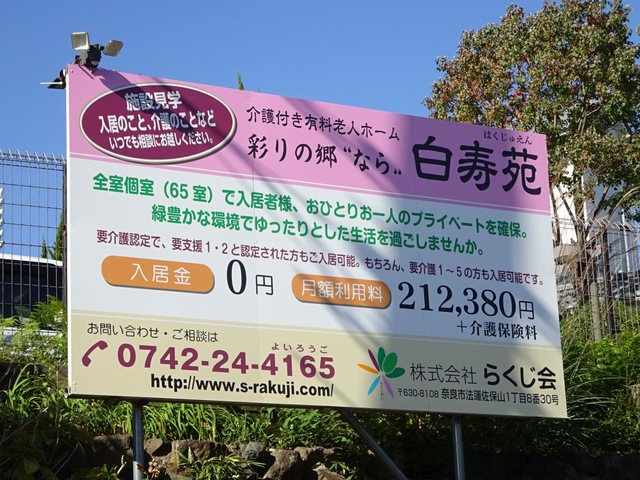 施設見学
入居のこと、介護のことなど
いつでも相談にお越しください。
介護付き有料老人ホーム
彩りの郷“なら„
はくじゅえん
白寿苑
全室個室（65室）で入居者様、おひとりお一人のプライベートを確保。
緑豊かな環境でゆったりとした生活を過ごしませんか。
要介護認定で、要支援1・2と認定された方もご入居可能。もちろん、要介護1～5の方も入居可能です。
入居金 0円 月額利用料 212,380円
＋介護保険料
お問い合わせ・ご相談は
よいろうご
0742-24-4165
http://www.s-rakuji.com/
株式会社 らくじ会
〒630-8108 奈良市法蓮佐保山1丁目8番30号